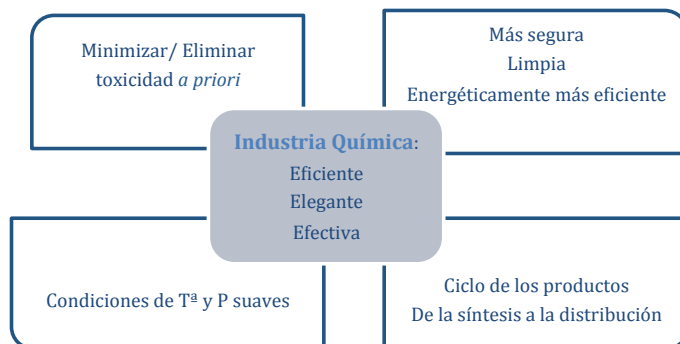 Minimizar/ Eliminar
toxicidad a priori
Más segura
Limpia
Energéticamente más eficiente
Industria Química:
Eficiente
Elegante
Efectiva
Condiciones de Tª y P suaves
Ciclo de los productos
De la síntesis a la distribución